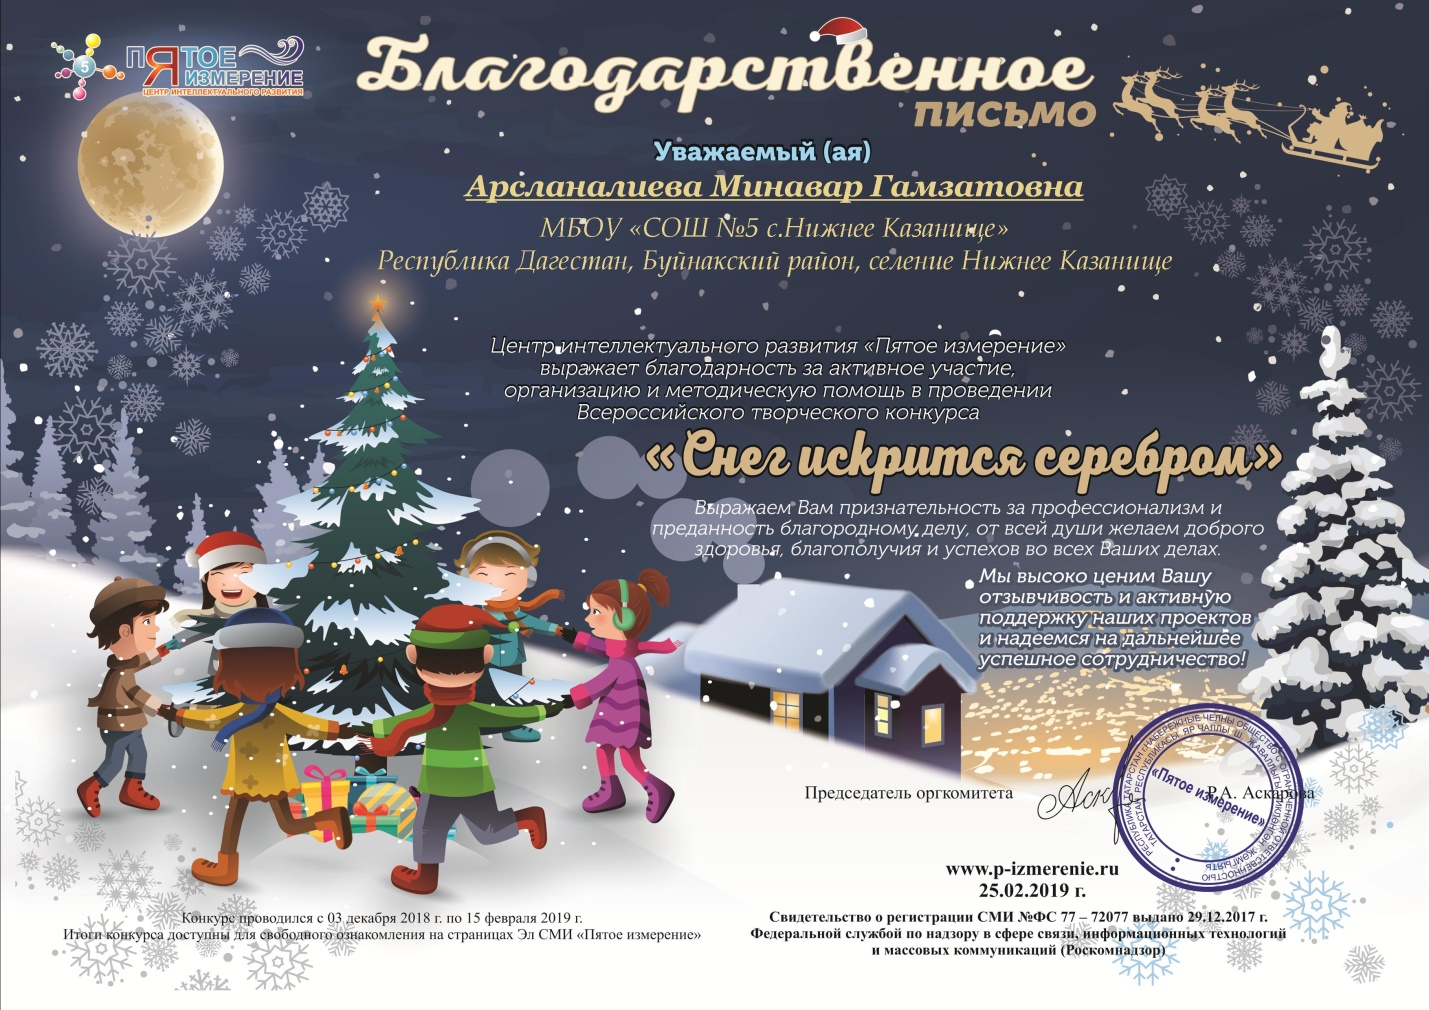 5 ПЯТОЕ
ИЗМЕРЕНИЕ
ЦЕНТР ИНТЕЛЛЕКТУАЛЬНОГО РАЗВИТИЯ
Благодарственное
письмо
Уважаемый (ая)
Арсланалиева Минавар Гамзатовна
МБОУ «СОШ №5 с.Нижнее Казанище»
Республика Дагестан, Буйнакский район, селение Нижнее Казанище
Центр интеллектуального развития «Пятое измерение»
выражает благодарность за активное участие,
организацию и методическую помощь в проведении
Всероссийского творческого конкурса
«Снег искрится серебром»
Выражаем Вам признательность за профессионализм и
преданность благородному делу, от всей души желаем доброго
здоровья, благополучия и успехов во всех Ваших делах.
Мы высоко ценим Вашу
отзывчивость и активную
поддержку наших проектов
и надеемся на дальнейшее
успешное сотрудничество!
Председатель оргкомитета
Р.А. Аскарова
«Пятое измерение»
www.p-izmerenie.ru
25.02.2019 г.
Конкурс проводился с 03 декабря 2018 г. по 15 февраля 2019 г.
Итоги конкурса доступны для свободного ознакомления на страницах Эл СМИ «Пятое измерение»
Свидетельство о регистрации СМИ №ФС 77 – 72077 выдано 29.12.2017 г.
Федеральной службой по надзору в сфере связи, информационных технологий
и массовых коммуникаций (Роскомнадзор)